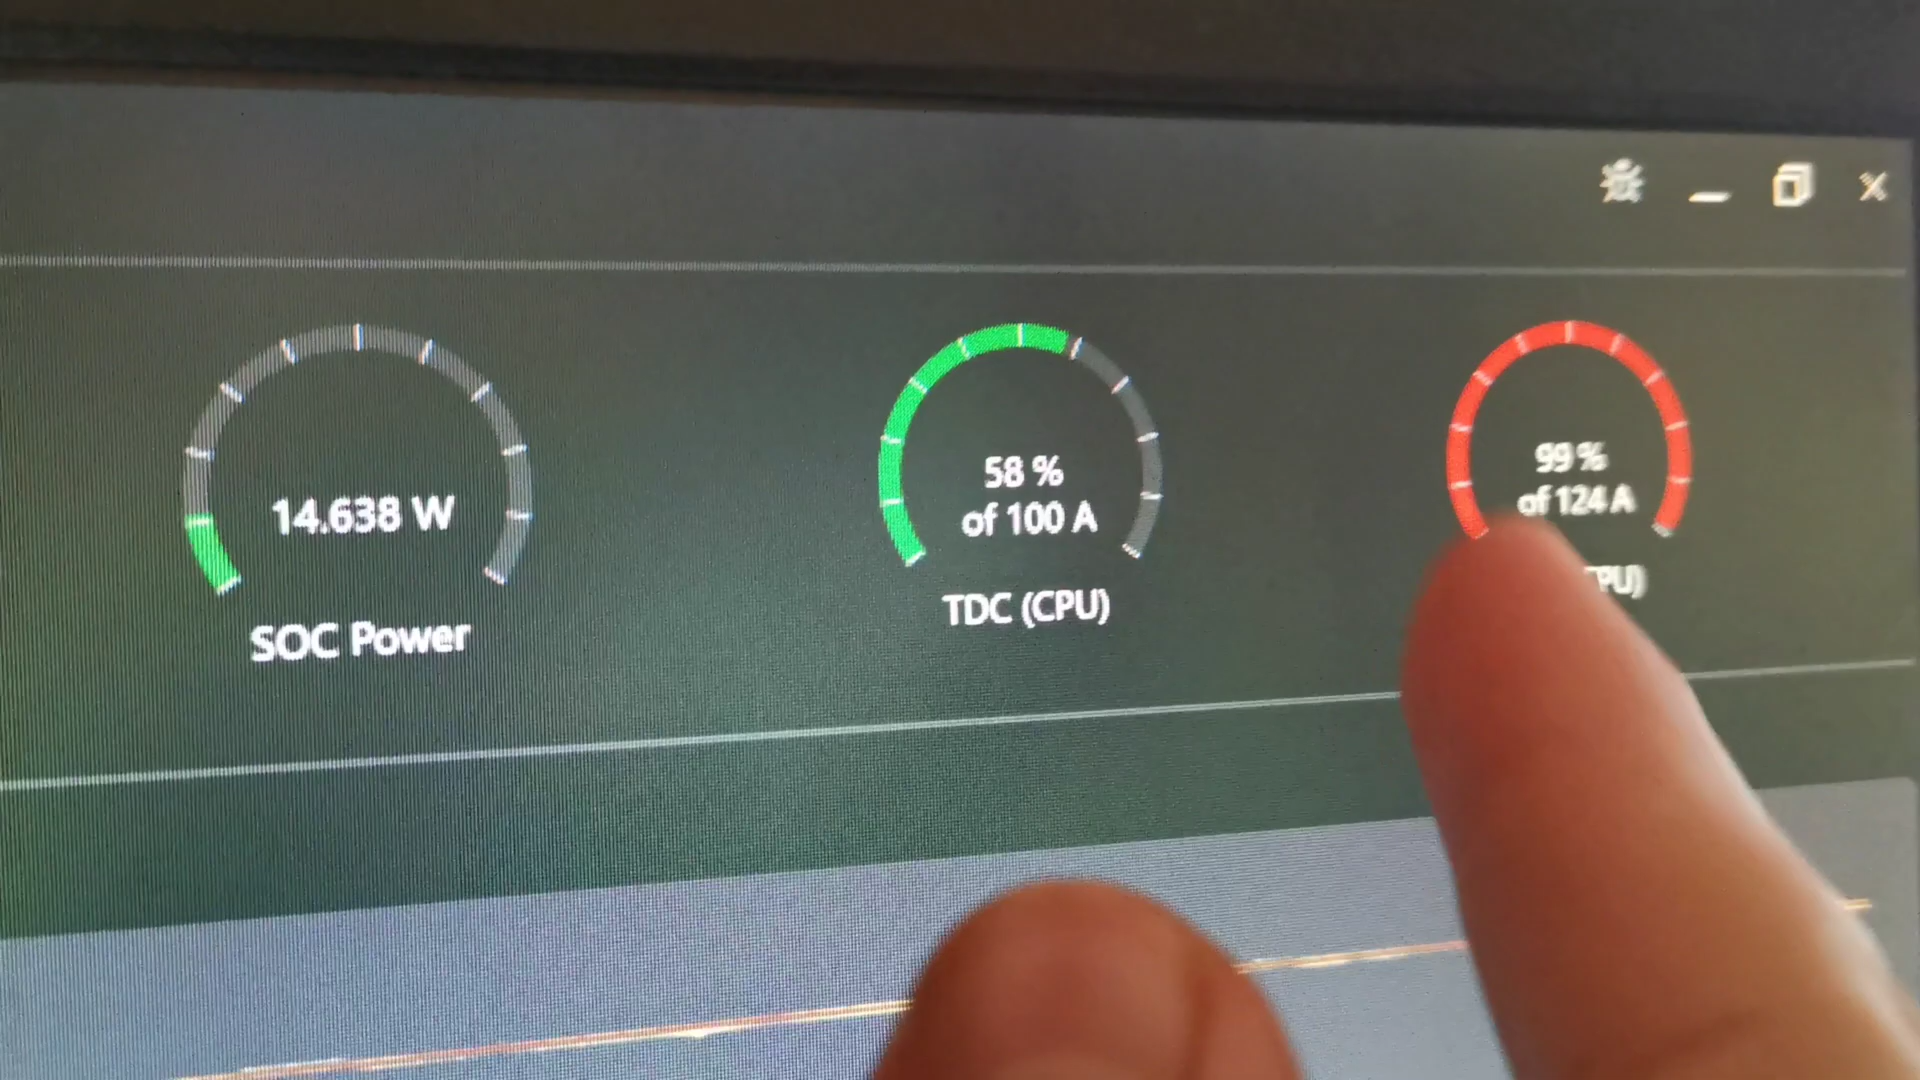 14.638 W
SOC Power
58 %
of 100 A
TDC (CPU)
99 %
of 124 A